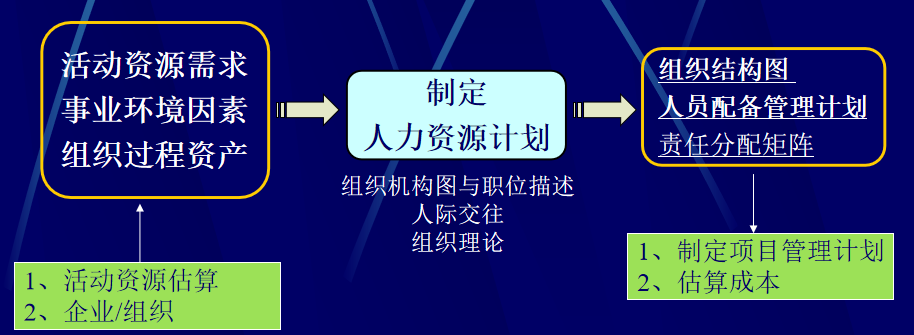 活动资源需求
事业环境因素
组织过程资产
制定
人力资源计划
组织机构图与职位描述
人际交往
组织理论
组织结构图
人员配备管理计划
责任分配矩阵
1、活动资源估算
2、企业/组织
1、制定项目管理计划
2、估算成本